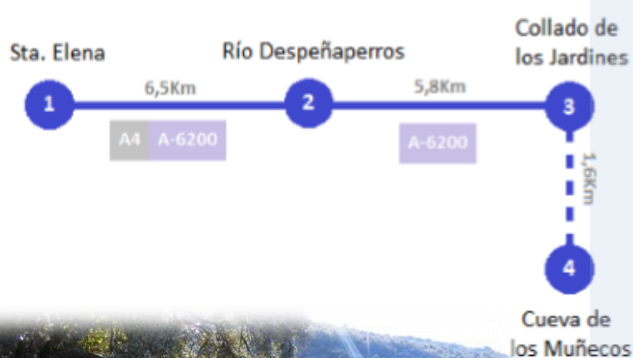 Collado de
los Jardines
Sta. Elena
Río Despeñaperros
6,5Km
5,8Km
1
2
3
A4 A-6200
A-6200
1,6Km
4
Cueva de
los Muñecos